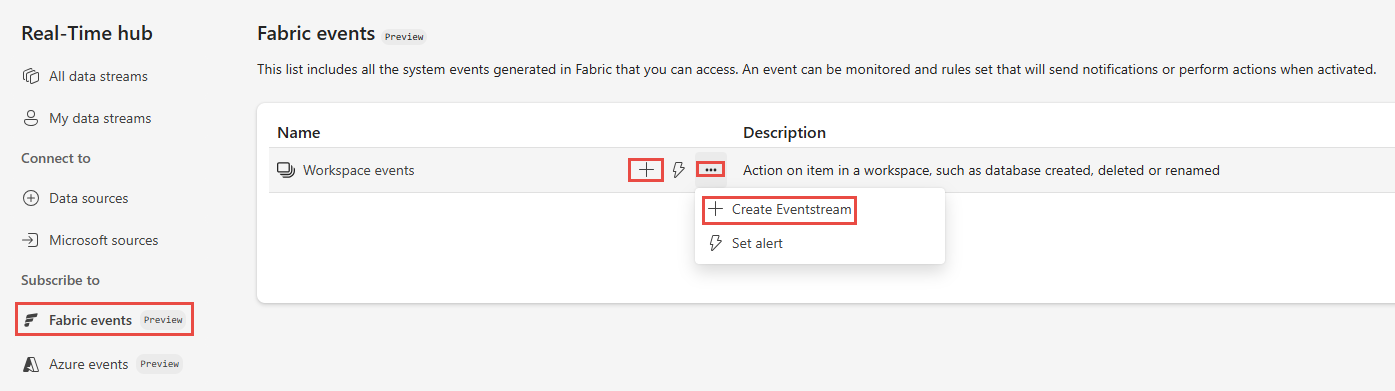 Real-Time hub
All data streams
My data streams
Connect to
Data sources
Microsoft sources
Subscribe to
Fabric events Preview
Azure events Preview
Fabric events Preview
This list includes all the system events generated in Fabric that you can access. An event can be monitored and rules set that will send notifications or perform actions when activated.
Name Description
Workspace events Action on item in a workspace, such as database created, deleted or renamed
Create Eventstream
Set alert